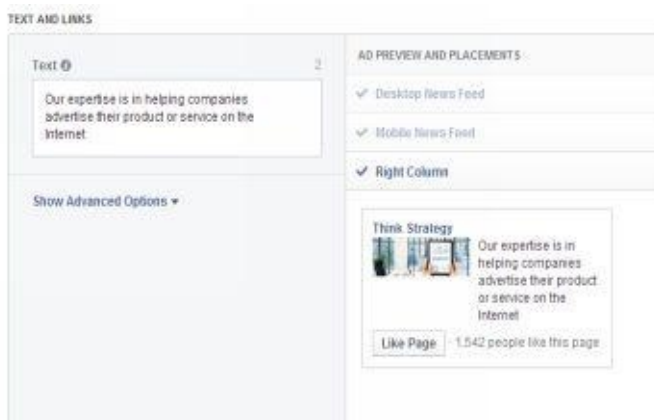 TEXT AND LINKS
Text
2
Our expertise is in helping companies
advertise their product or service on the
Internet
Show Advanced Options
AD PREVIEW AND PLACEMENTS
Desktop News Feed
Mobile News Feed
Right Column
Think Strategy
Our expertise is in
helping companies
advertise their product
or service on the
Internet
Like Page
1,542 people like this page